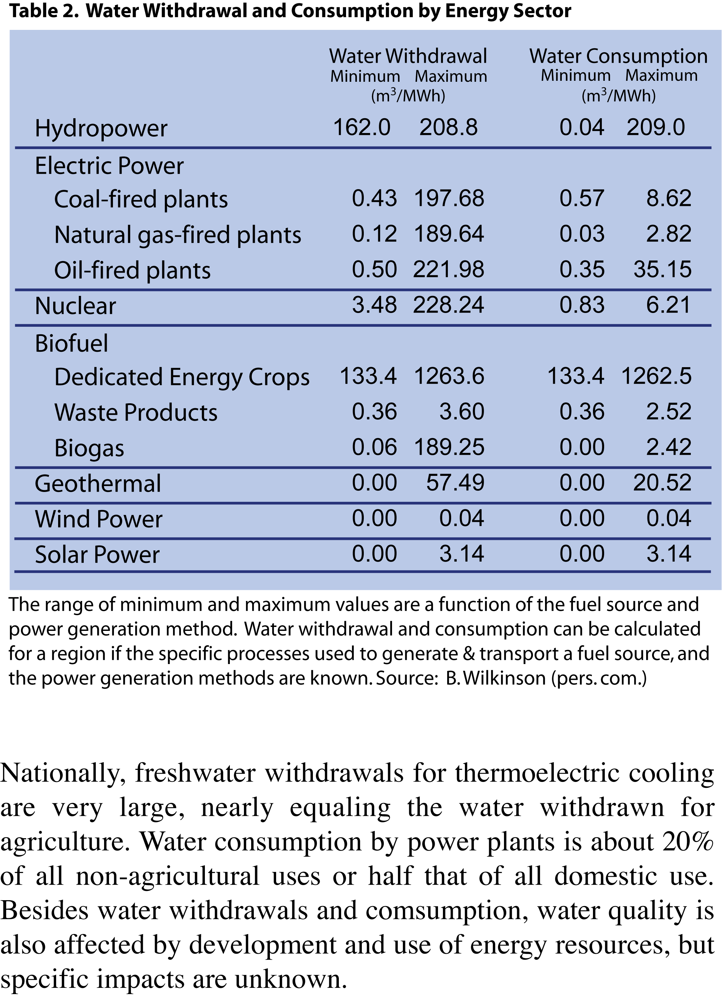 Table 2. Water Withdrawal and Consumption by Energy Sector
Water Withdrawal Water Consumption
Minimum Maximum Minimum Maximum
(m³/MWh) (m³/MWh)
Hydropower 162.0 208.8 0.04 209.0
Electric Power
Coal-fired plants 0.43 197.68 0.57 8.62
Natural gas-fired plants 0.12 189.64 0.03 2.82
Oil-fired plants 0.50 221.98 0.35 35.15
Nuclear 3.48 228.24 0.83 6.21
Biofuel
Dedicated Energy Crops 133.4 1263.6 133.4 1262.5
Waste Products 0.36 3.60 0.36 2.52
Biogas 0.06 189.25 0.00 2.42
Geothermal 0.00 57.49 0.00 20.52
Wind Power 0.00 0.04 0.00 0.04
Solar Power 0.00 3.14 0.00 3.14
The range of minimum and maximum values are a function of the fuel source and
power generation method. Water withdrawal and consumption can be calculated
for a region if the specific processes used to generate & transport a fuel source, and
the power generation methods are known. Source: B. Wilkinson (pers. com.)
Nationally, freshwater withdrawals for thermoelectric cooling
are very large, nearly equaling the water withdrawn for
agriculture. Water consumption by power plants is about 20%
of all non-agricultural uses or half that of all domestic use.
Besides water withdrawals and comsumption, water quality is
also affected by development and use of energy resources, but
specific impacts are unknown.